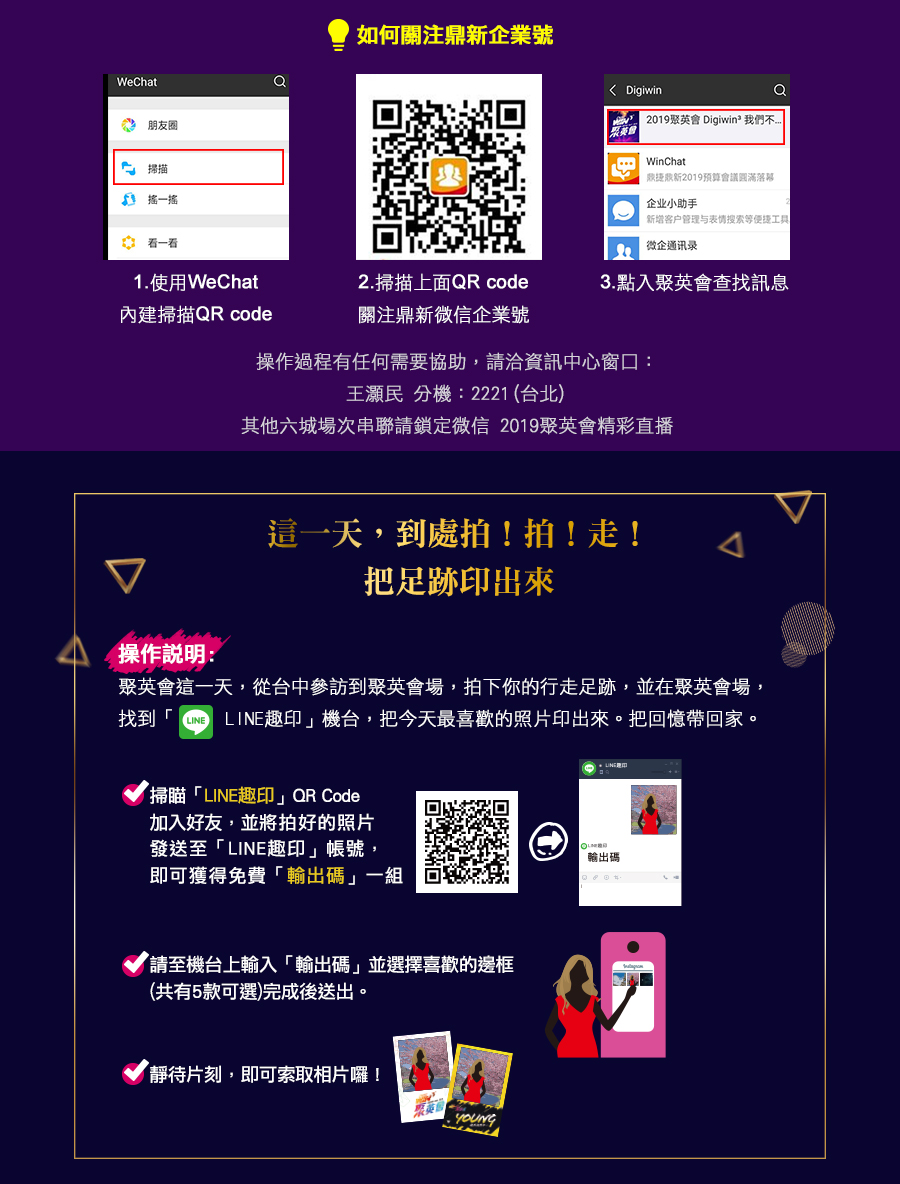 如何關注鼎新企業號
WeChat
朋友圈
掃描
搖一搖
看一看
Digiwin
2019聚英會 Digiwin³ 我們不...
WinChat
鼎捷鼎新2019預算會議圓滿落幕
企业小助手
新增客户管理与表情搜索等便捷工具
微企通讯录
1.使用WeChat
內建掃描QR code
2.掃描上面QR code
關注鼎新微信企業號
3.點入聚英會查找訊息
操作過程有任何需要協助，請洽資訊中心窗口：
王灝民 分機：2221(台北)
其他六城場次串聯請鎖定微信 2019聚英會精彩直播
這一天，到處拍！拍！走！
把足跡印出來
操作説明:
聚英會這一天，從台中參訪到聚英會場，拍下你的行走足跡，並在聚英會場，
找到「 LINE LINE趣印」機台，把今天最喜歡的照片印出來。把回憶帶回家。
掃瞄「LINE趣印」QR Code
加入好友，並將拍好的照片
發送至「LINE趣印」帳號，
即可獲得免費「輸出碼」一組
LINE趣印
LINE趣印
輸出碼
請至機台上輸入「輸出碼」並選擇喜歡的邊框
(共有5款可選)完成後送出。
Instagram
靜待片刻，即可索取相片囉！
WIN
聚英會
YOUNG